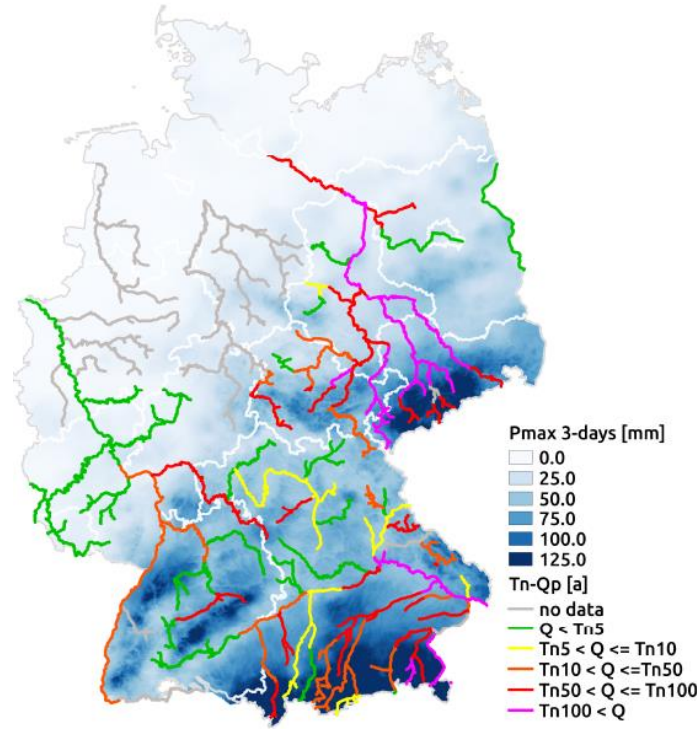 Pmax 3-days [mm]
0.0
25.0
50.0
75.0
100.0
125.0
Tn-Qp [a]
no data
Q < Tn5
Tn5 < Q <= Tn10
Tn10 < Q <=Tn50
Tn50 < Q <= Tn100
Tn100 < Q